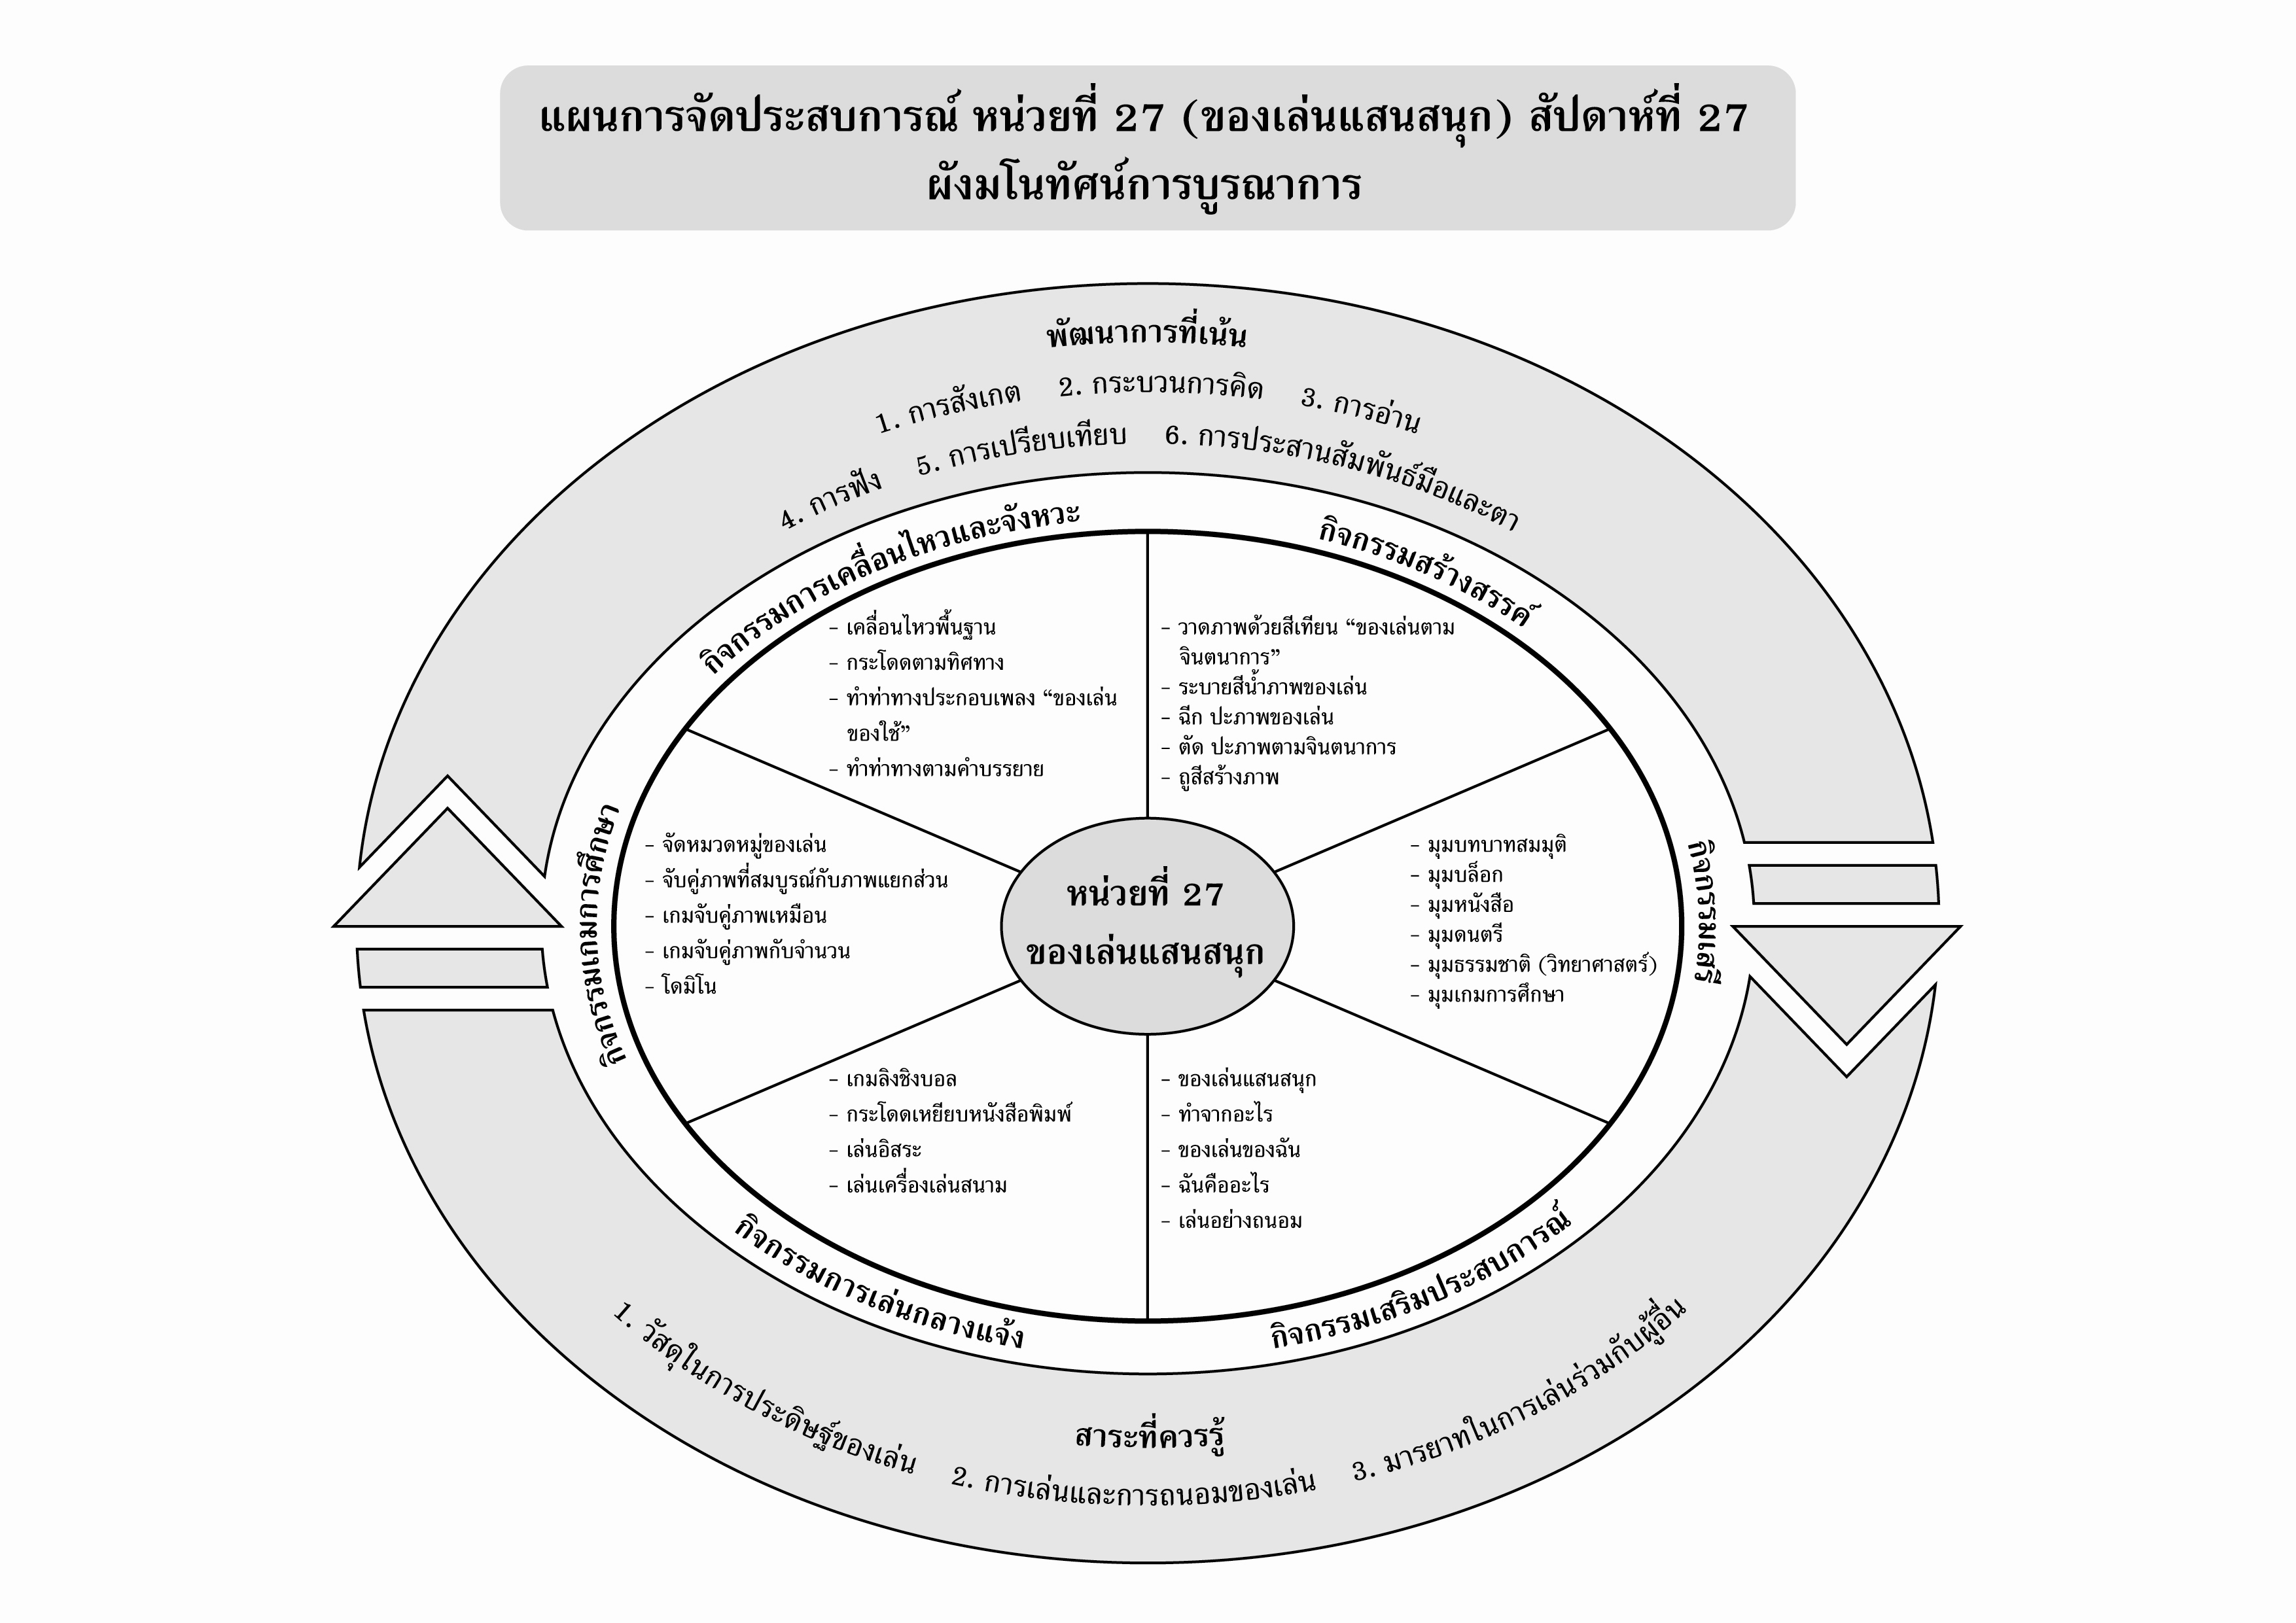 แผนการจัดประสบการณ์ หน่วยที่ 27 (ของเล่นแสนสนุก) สัปดาห์ที่ 27
ผังมโนทัศน์การบูรณาการ
พัฒนาการที่เน้น
1. การสังเกต 2. กระบวนการคิด 3. การอ่าน
4. การฟัง 5. การเปรียบเทียบ 6. การประสานสัมพันธ์มือและตา
กิจกรรมการเคลื่อนไหวและจังหวะ
- เคลื่อนไหวพื้นฐาน
- กระโดดตามทิศทาง
- ทำท่าทางประกอบเพลง “ของเล่น
ของใช้”
- ทำท่าทางตามคำบรรยาย
กิจกรรมสร้างสรรค์
- วาดภาพด้วยสีเทียน “ของเล่นตาม
จินตนาการ”
- ระบายสีน้ำภาพของเล่น
- ฉีก ปะภาพของเล่น
- ตัด ปะภาพตามจินตนาการ
- ถูสีสร้างภาพ
กิจกรรมเกมการศึกษา
- จัดหมวดหมู่ของเล่น
- จับคู่ภาพที่สมบูรณ์กับภาพแยกส่วน
- เกมจับคู่ภาพเหมือน
- เกมจับคู่ภาพกับจำนวน
- โดมิโน
หน่วยที่ 27
ของเล่นแสนสนุก
กิจกรรมเสรี
- มุมบทบาทสมมุติ
- มุมบล็อก
- มุมหนังสือ
- มุมดนตรี
- มุมธรรมชาติ (วิทยาศาสตร์)
- มุมเกมการศึกษา
- เกมลิงชิงบอล
- กระโดดเหยียบหนังสือพิมพ์
- เล่นอิสระ
- เล่นเครื่องเล่นสนาม
กิจกรรมการเล่นกลางแจ้ง
- ของเล่นแสนสนุก
- ทำจากอะไร
- ของเล่นของฉัน
- ฉันคืออะไร
- เล่นอย่างถนอม
กิจกรรมเสริมประสบการณ์
สาระที่ควรรู้
1. วัสดุในการประดิษฐ์ของเล่น 2. การเล่นและการถนอมของเล่น 3. มารยาทในการเล่นร่วมกับผู้อื่น